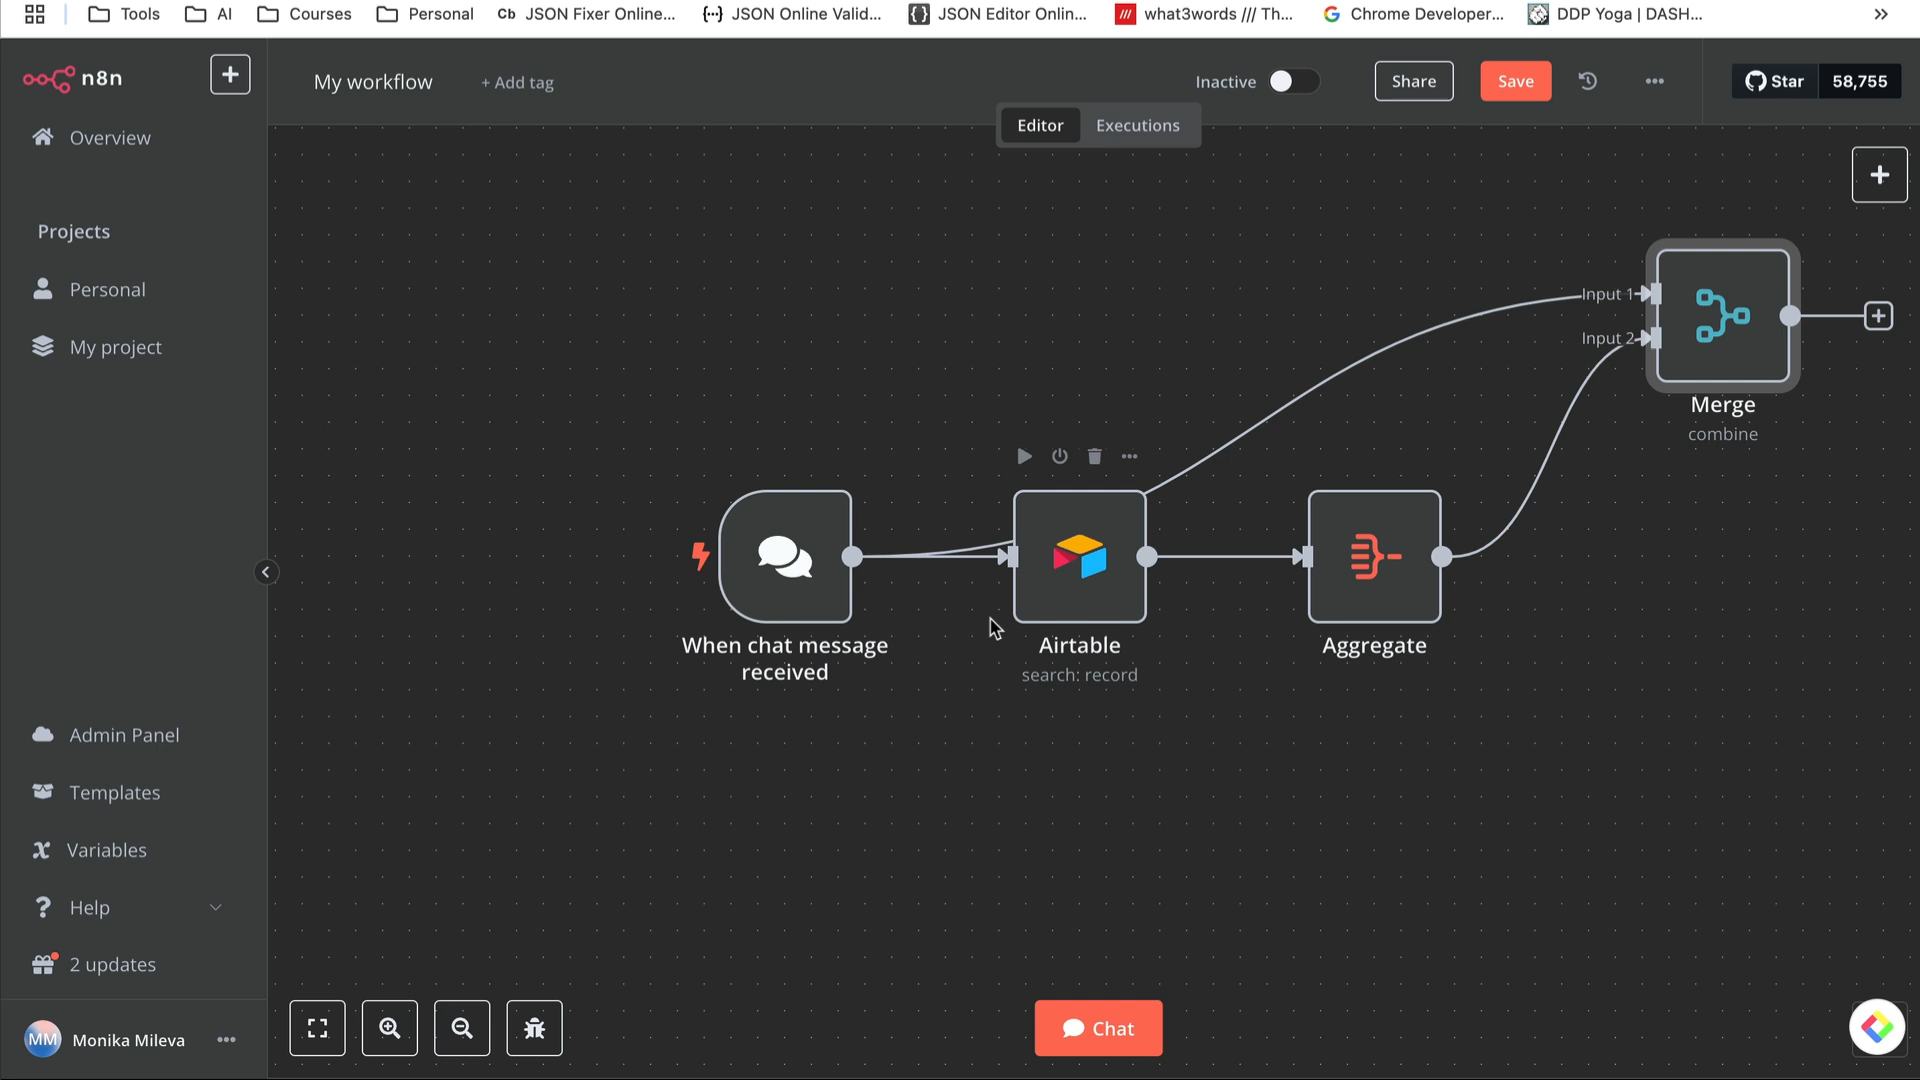 Tools
AI
Courses
Personal
Cb JSON Fixer Online...
JSON Online Valid...
JSON Editor Onlin...
what3words /// Th...
Chrome Developer...
DDP Yoga | DASH...
n8n
My workflow
+ Add tag
Inactive
Share
Save
Star
58,755
Editor
Executions
Overview
Projects
Personal
My project
Input 1
Input 2
Merge
combine
When chat message
received
Airtable
search: record
Aggregate
Admin Panel
Templates
Variables
Help
2 updates
MM
Monika Mileva
Chat